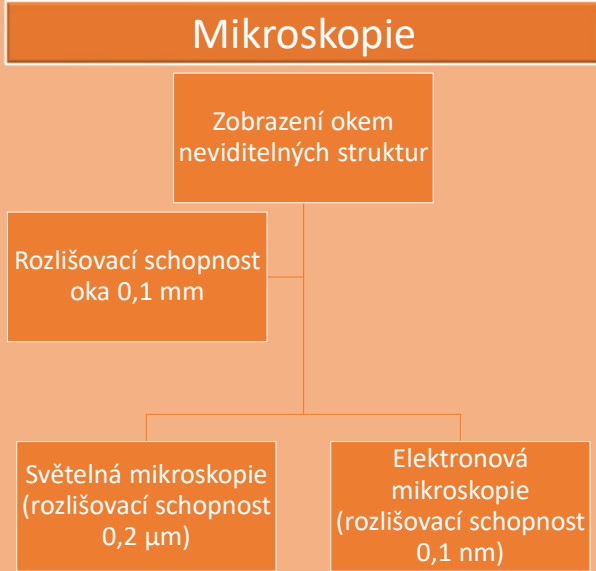 Mikroskopie
Zobrazení okem
neviditelných struktur
Rozlišovací schopnost
oka 0,1 mm
Světelná mikroskopie
(rozlišovací schopnost
0,2 µm)
Elektronová
mikroskopie
(rozlišovací schopnost
0,1 nm)